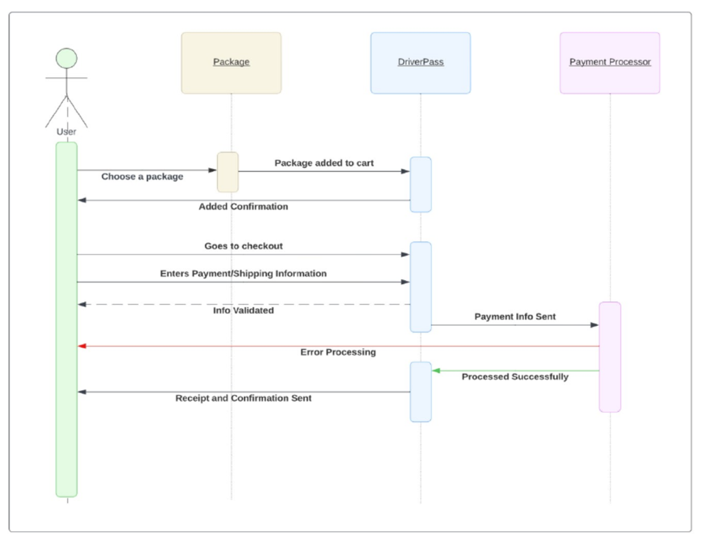 Package
DriverPass
Payment Processor
User
Package added to cart
Choose a package
Added Confirmation
Goes to checkout
Enters Payment/Shipping Information
Info Validated
Payment Info Sent
Error Processing
Processed Successfully
Receipt and Confirmation Sent